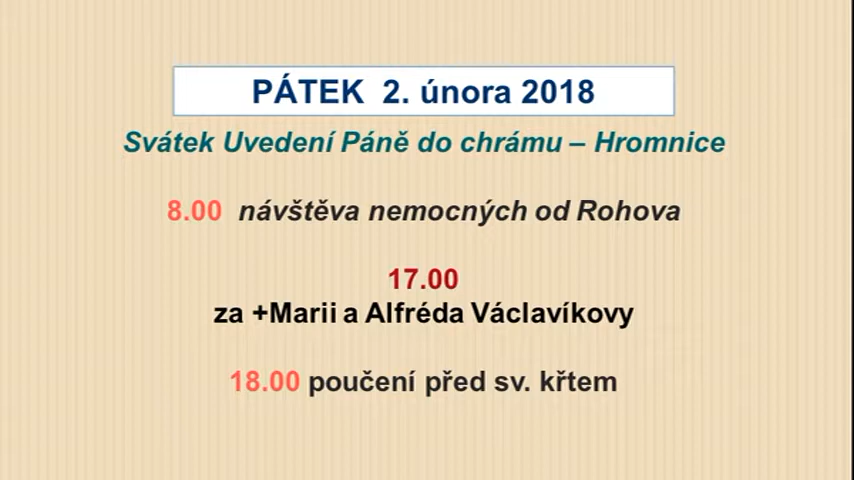 PÁTEK 2. února 2018
Svátek Uvedení Páně do chrámu – Hromnice
8.00 návštěva nemocných od Rohova
17.00
za +Marii a Alfréda Václavíkovy
18.00 poučení před sv. křtem